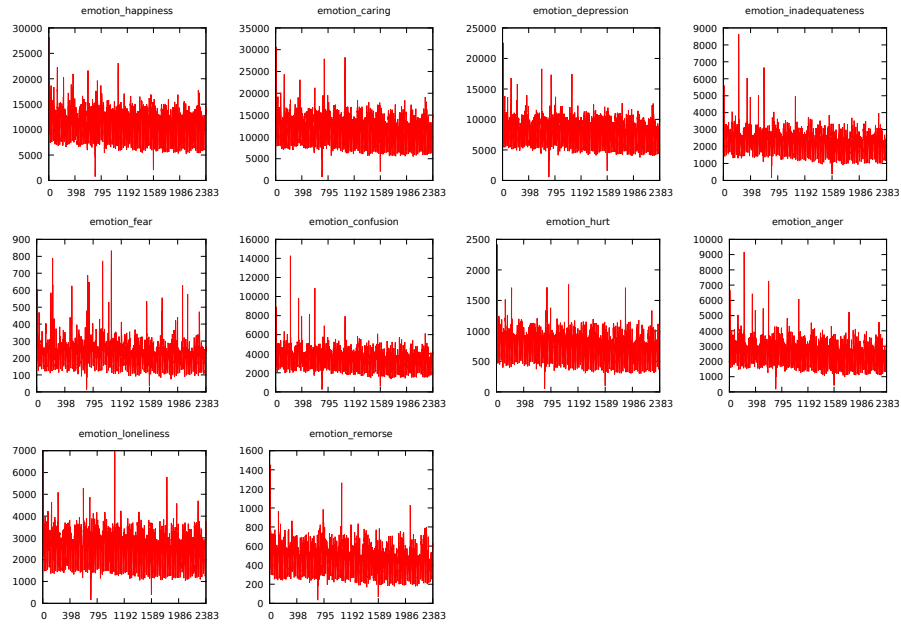 emotion_happiness emotion_caring emotion_depression emotion_inadequateness
30000 35000 25000 9000
25000 30000 20000 8000
20000 25000 15000 7000
15000 20000 10000 6000
10000 15000 5000 5000
5000 10000 0 4000
0 5000 3000
0 2000
1000
0
0 398 795 1192 1589 1986 2383 0 398 795 1192 1589 1986 2383 0 398 795 1192 1589 1986 2383 0 398 795 1192 1589 1986 2383
emotion_fear emotion_confusion emotion_hurt emotion_anger
900 16000 2500 10000
800 14000 2000 9000
700 12000 1500 8000
600 10000 1000 7000
500 8000 500 6000
400 6000 0 5000
300 4000 4000
200 2000 3000
100 0 2000
0 1000
0
0 398 795 1192 1589 1986 2383 0 398 795 1192 1589 1986 2383 0 398 795 1192 1589 1986 2383 0 398 795 1192 1589 1986 2383
emotion_loneliness emotion_remorse
7000 1600
6000 1400
5000 1200
4000 1000
3000 800
2000 600
1000 400
0 200
0
0 398 795 1192 1589 1986 2383 0 398 795 1192 1589 1986 2383